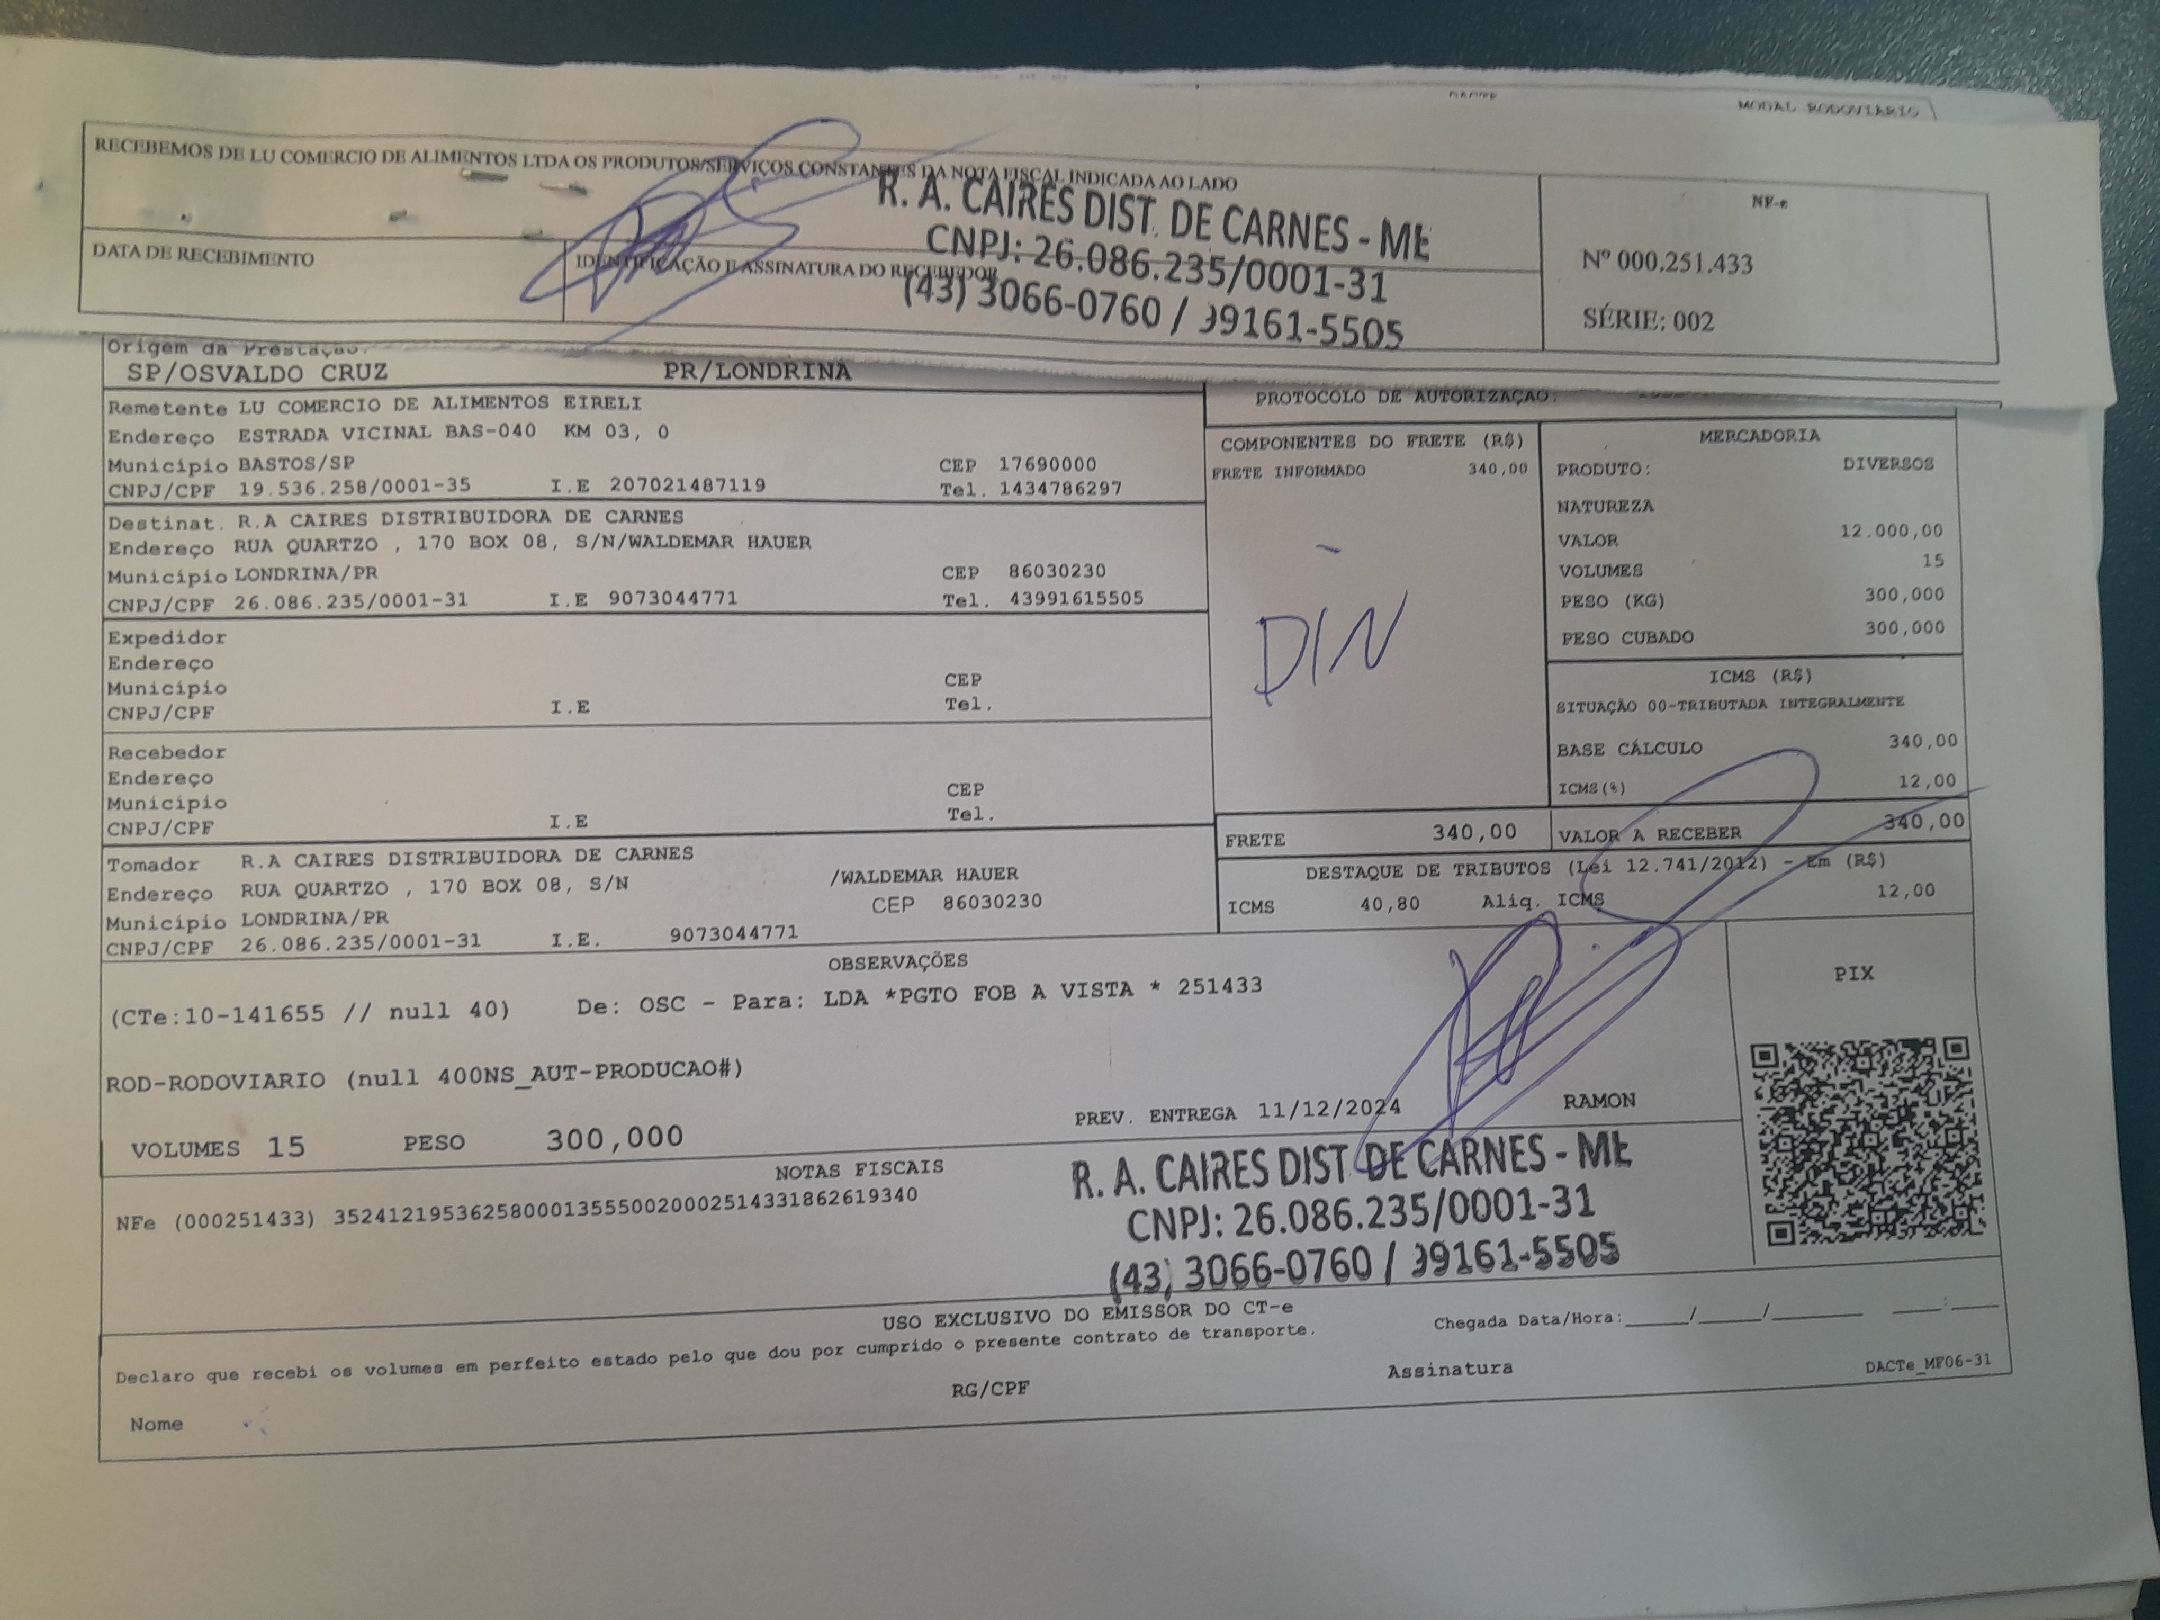 MODAL RODOVIARIO
RECEBEMOS DE LU COMERCIO DE ALIMENTOS LTDA OS PRODUTOS/SERVIÇOS CONSTANTES DA NOTA FISCAL INDICADA AO LADO
R. A. CAIRES DIST. DE CARNES - ME
CNPJ: 26.086.235/0001-31
(43) 3066-0760 / 99161-5505
DATA DE RECEBIMENTO
IDENTIFICAÇÃO E ASSINATURA DO RECEBEDOR
NF-e
Nº 000.251.433
SÉRIE: 002
Origem da Prestação:
SP/OSVALDO CRUZ PR/LONDRINA
PROTOCOLO DE AUTORIZAÇÃO:
Remetente LU COMERCIO DE ALIMENTOS EIRELI
Endereço ESTRADA VICINAL BAS-040 KM 03, 0
Município BASTOS/SP CEP 17690000
CNPJ/CPF 19.536.258/0001-35 I.E 207021487119 Tel. 1434786297
Destinat. R.A CAIRES DISTRIBUIDORA DE CARNES
Endereço RUA QUARTZO , 170 BOX 08, S/N/WALDEMAR HAUER
Município LONDRINA/PR CEP 86030230
CNPJ/CPF 26.086.235/0001-31 I.E 9073044771 Tel. 43991615505
Expedidor
Endereço
Município CEP
CNPJ/CPF I.E Tel.
Recebedor
Endereço
Município CEP
CNPJ/CPF I.E Tel.
Tomador R.A CAIRES DISTRIBUIDORA DE CARNES
Endereço RUA QUARTZO , 170 BOX 08, S/N /WALDEMAR HAUER
Município LONDRINA/PR CEP 86030230
CNPJ/CPF 26.086.235/0001-31 I.E. 9073044771
COMPONENTES DO FRETE (R$)
FRETE INFORMADO 340,00
DIN
MERCADORIA
PRODUTO: DIVERSOS
NATUREZA
VALOR 12.000,00
VOLUMES 15
PESO (KG) 300,000
PESO CUBADO 300,000
ICMS (R$)
SITUAÇÃO 00-TRIBUTADA INTEGRALMENTE
BASE CÁLCULO 340,00
ICMS(%) 12,00
FRETE 340,00 VALOR A RECEBER 340,00
DESTAQUE DE TRIBUTOS (Lei 12.741/2012) - Em (R$)
ICMS 40,80 Aliq. ICMS 12,00
OBSERVAÇÕES
(CTe:10-141655 // null 40) De: OSC - Para: LDA *PGTO FOB A VISTA * 251433
ROD-RODOVIARIO (null 400NS_AUT-PRODUCAO#)
PREV. ENTREGA 11/12/2024 RAMON
VOLUMES 15 PESO 300,000
PIX
NOTAS FISCAIS
NFe (000251433) 35241219536258000135550020002514331862619340
R. A. CAIRES DIST. DE CARNES - ME
CNPJ: 26.086.235/0001-31
(43) 3066-0760 / 99161-5505
USO EXCLUSIVO DO EMISSOR DO CT-e
Declaro que recebi os volumes em perfeito estado pelo que dou por cumprido o presente contrato de transporte.
Chegada Data/Hora:_____/_____/_______ ____:____
Nome RG/CPF Assinatura DACTe_MF06-31